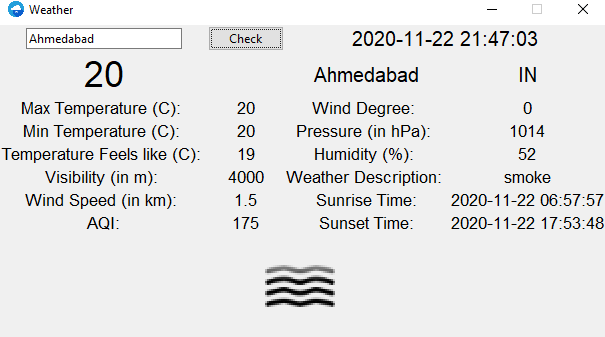 Weather
Ahmedabad Check 2020-11-22 21:47:03
20 Ahmedabad IN
Max Temperature (C): 20 Wind Degree: 0
Min Temperature (C): 20 Pressure (in hPa): 1014
Temperature Feels like (C): 19 Humidity (%): 52
Visibility (in m): 4000 Weather Description: smoke
Wind Speed (in km): 1.5 Sunrise Time: 2020-11-22 06:57:57
AQI: 175 Sunset Time: 2020-11-22 17:53:48